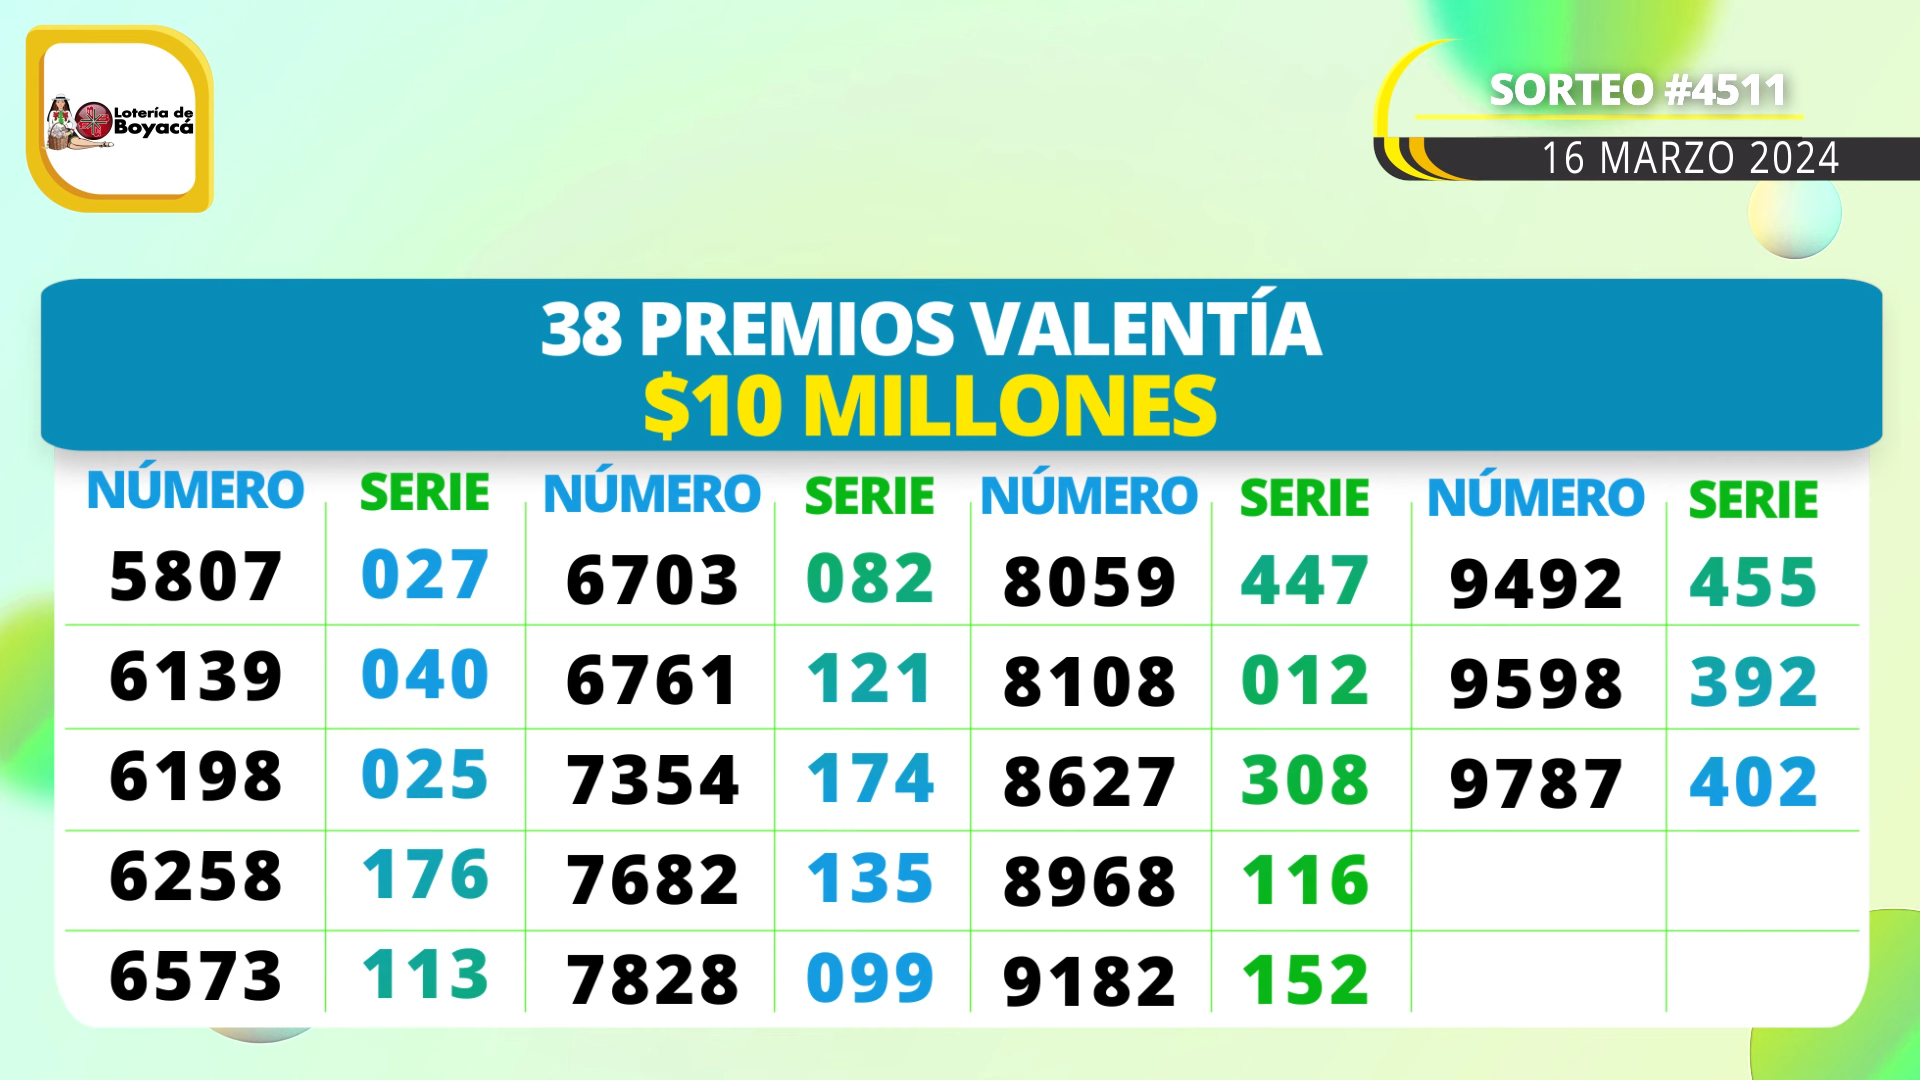 Lotería de
Boyacá
SORTEO #4511
16 MARZO 2024
38 PREMIOS VALENTÍA
$10 MILLONES
NÚMERO SERIE NÚMERO SERIE NÚMERO SERIE NÚMERO SERIE
5807 027 6703 082 8059 447 9492 455
6139 040 6761 121 8108 012 9598 392
6198 025 7354 174 8627 308 9787 402
6258 176 7682 135 8968 116
6573 113 7828 099 9182 152